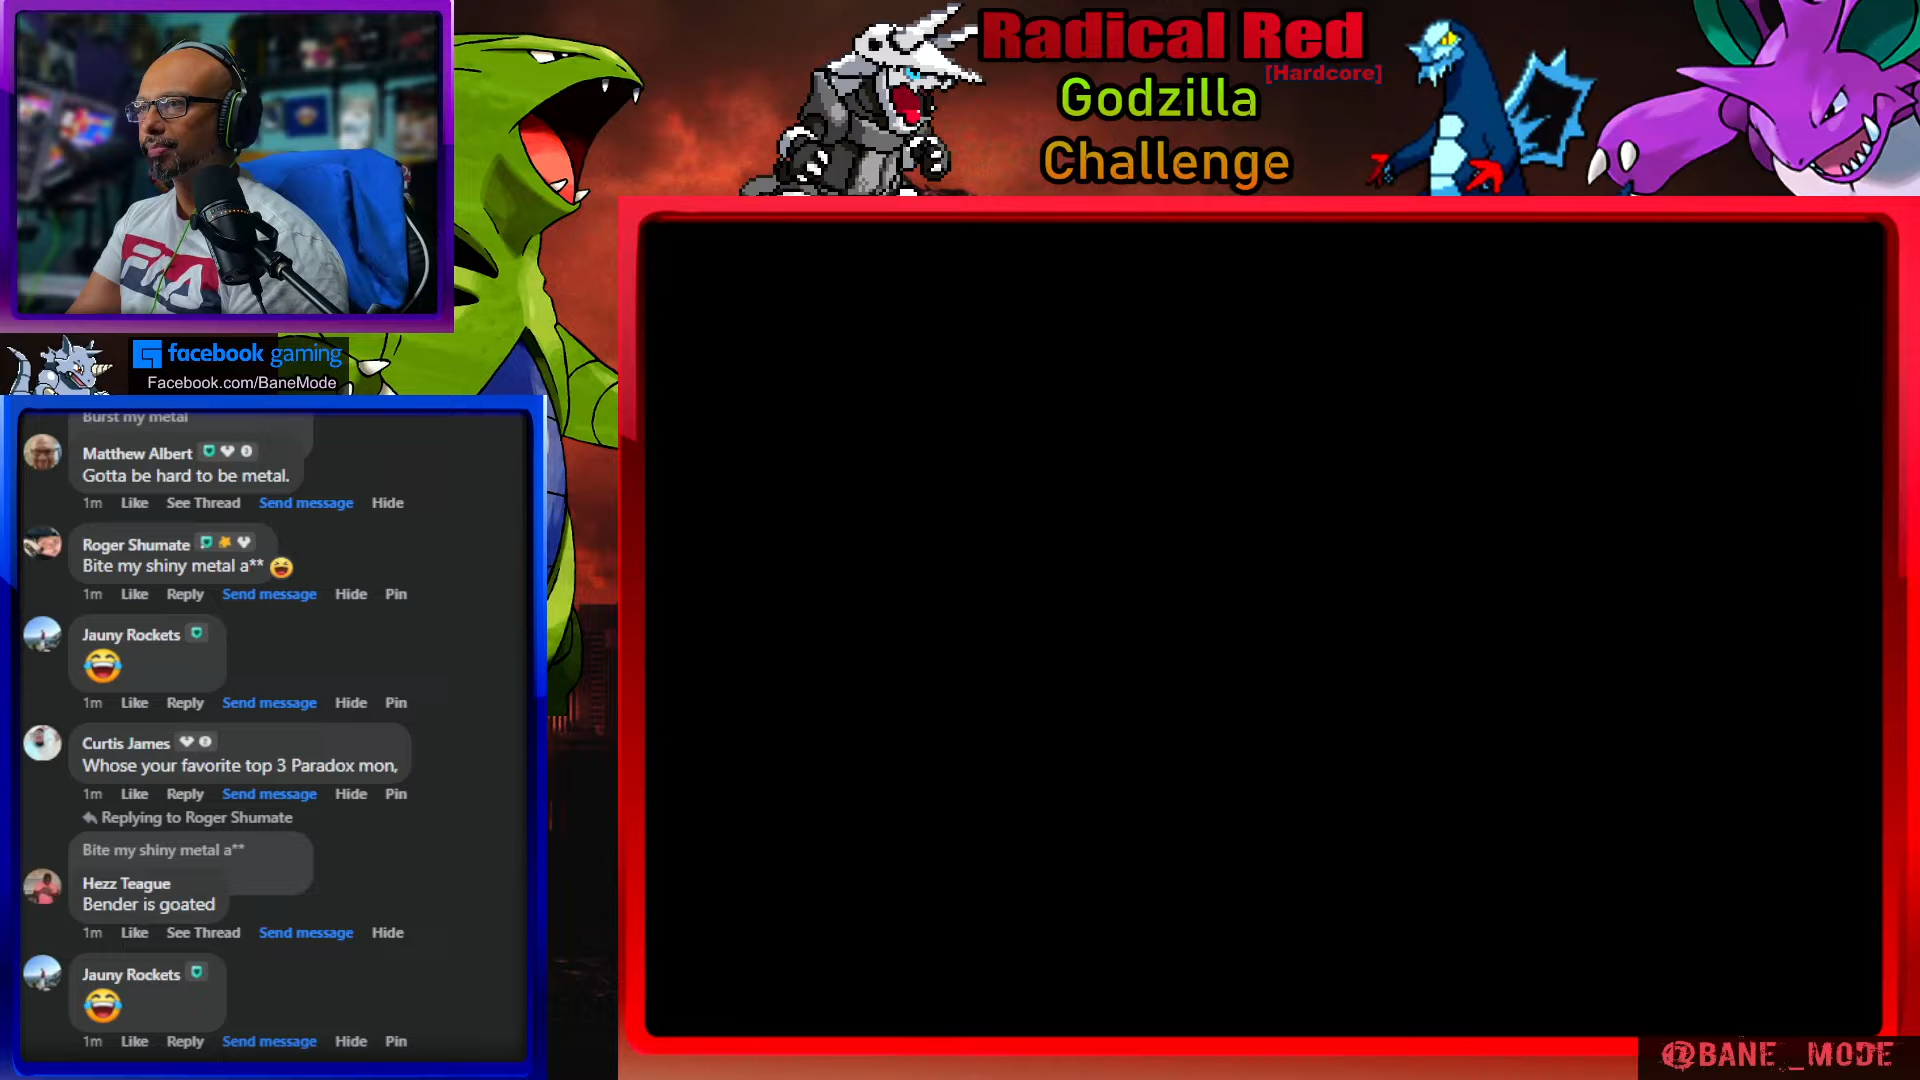 Radical Red
[Hardcore]
Godzilla
Challenge
FILA
facebook gaming
Facebook.com/BaneMode
Burst my metal
Matthew Albert
Gotta be hard to be metal.
1m Like See Thread Send message Hide
Roger Shumate
Bite my shiny metal a** 😆
1m Like Reply Send message Hide Pin
Jauny Rockets
😂
1m Like Reply Send message Hide Pin
Curtis James
Whose your favorite top 3 Paradox mon,
1m Like Reply Send message Hide Pin
Replying to Roger Shumate
Bite my shiny metal a**
Hezz Teague
Bender is goated
1m Like See Thread Send message Hide
Jauny Rockets
😂
1m Like Reply Send message Hide Pin
@BANE_MODE